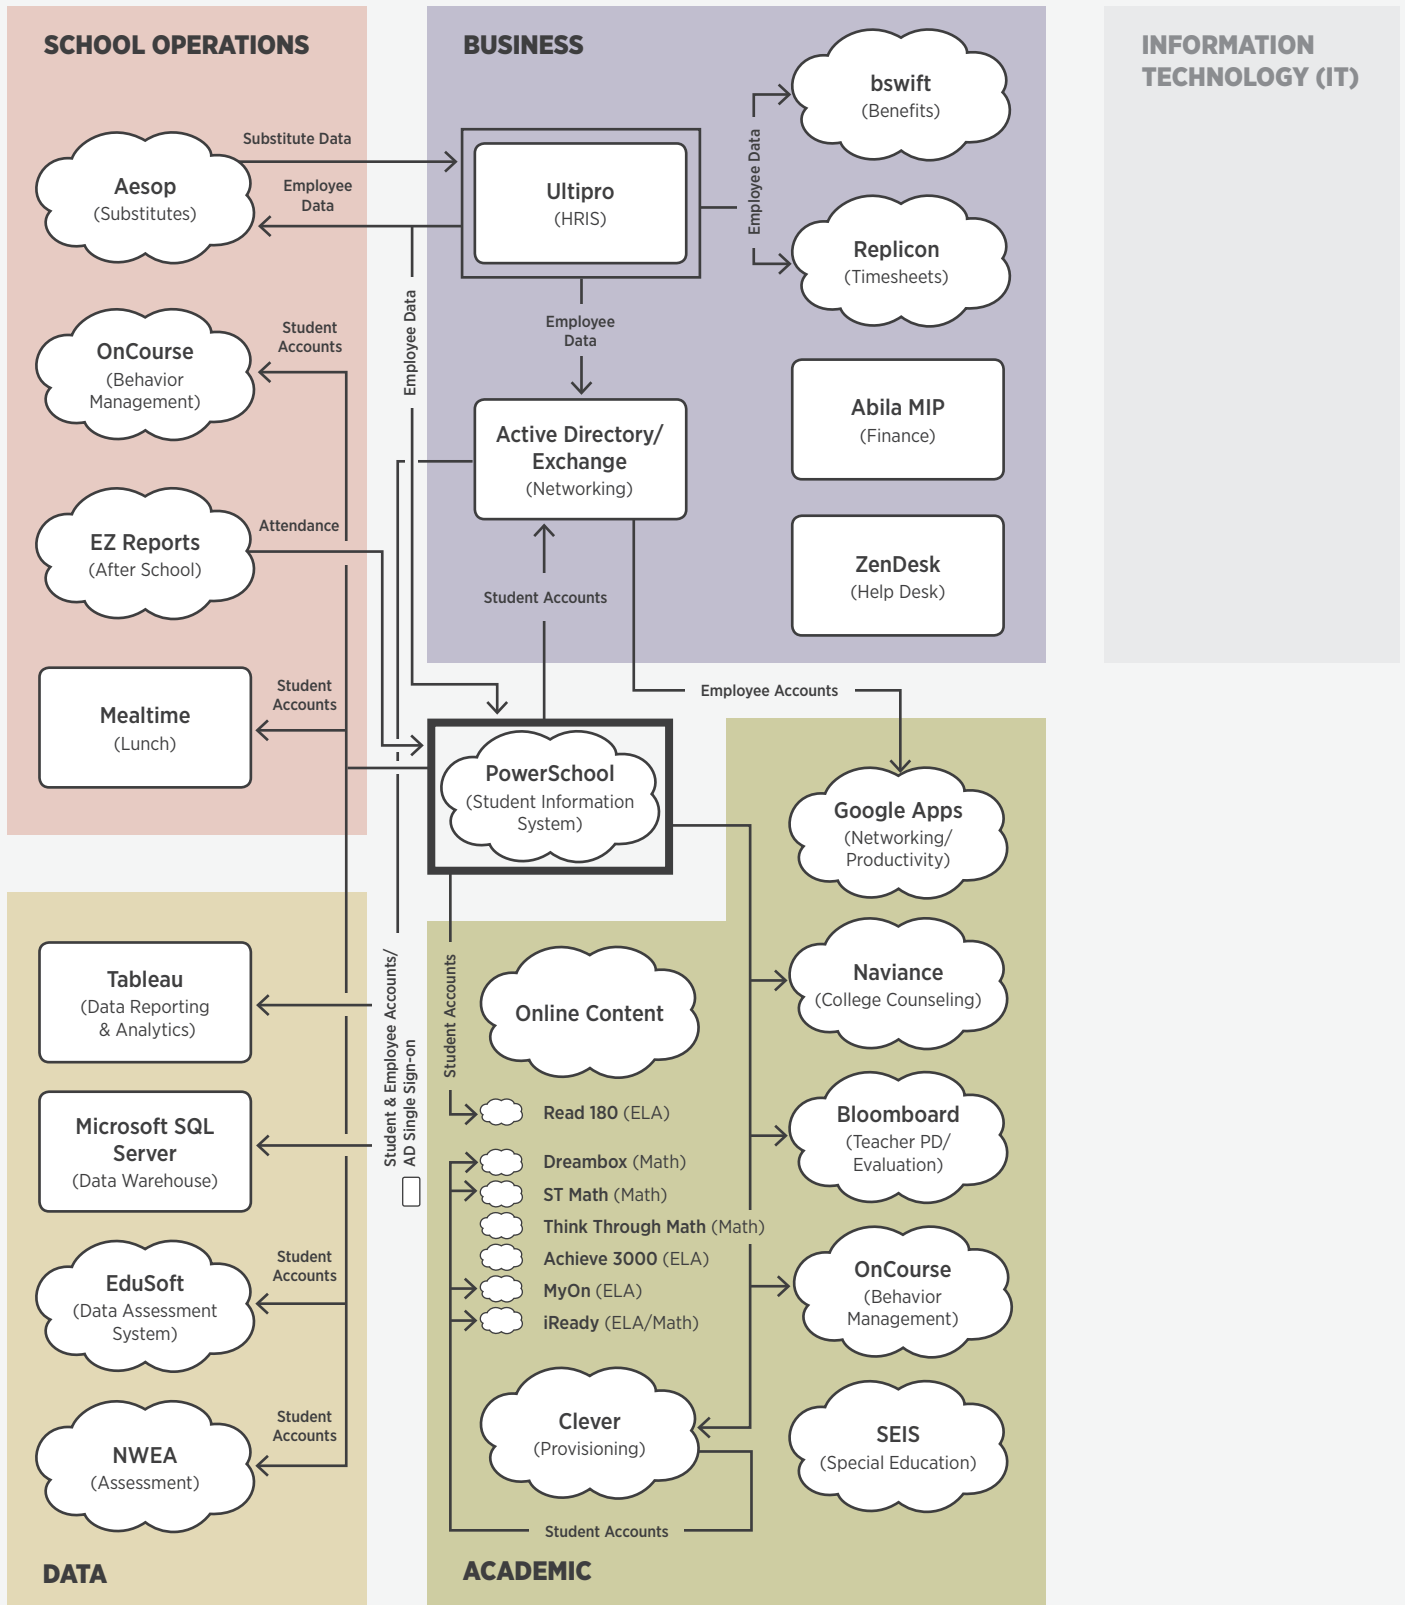 SCHOOL OPERATIONS
Substitute Data
Aesop
(Substitutes)
Employee
Data
OnCourse
(Behavior
Management)
Student
Accounts
EZ Reports
(After School)
Attendance
Mealtime
(Lunch)
Student
Accounts
BUSINESS
Ultipro
(HRIS)
Employee Data
bswift
(Benefits)
Replicon
(Timesheets)
Employee
Data
Employee Data
Active Directory/
Exchange
(Networking)
Abila MIP
(Finance)
ZenDesk
(Help Desk)
Student Accounts
Employee Accounts
INFORMATION
TECHNOLOGY (IT)
PowerSchool
(Student Information
System)
Tableau
(Data Reporting
& Analytics)
Microsoft SQL
Server
(Data Warehouse)
EduSoft
(Data Assessment
System)
Student
Accounts
NWEA
(Assessment)
Student
Accounts
DATA
Student & Employee Accounts/
AD Single Sign-on
Student Accounts
Online Content
Read 180 (ELA)
Dreambox (Math)
ST Math (Math)
Think Through Math (Math)
Achieve 3000 (ELA)
MyOn (ELA)
iReady (ELA/Math)
Clever
(Provisioning)
Student Accounts
Google Apps
(Networking/
Productivity)
Naviance
(College Counseling)
Bloomboard
(Teacher PD/
Evaluation)
OnCourse
(Behavior
Management)
SEIS
(Special Education)
ACADEMIC